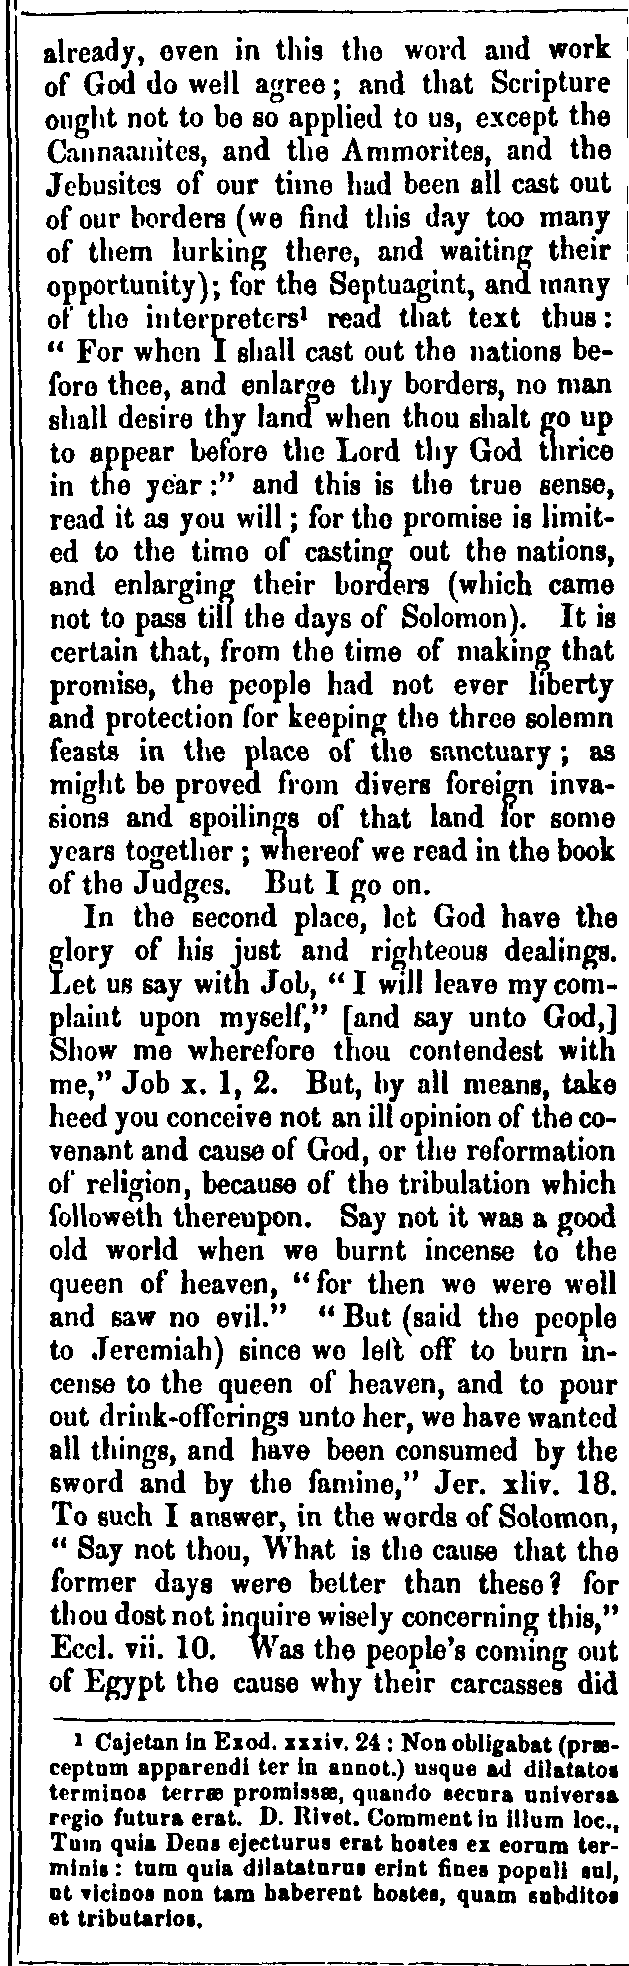 already, even in this the word and work
of God do well agree; and that Scripture
ought not to be so applied to us, except the
Cannaanites, and the Ammorites, and the
Jebusites of our time had been all cast out
of our borders (we find this day too many
of them lurking there, and waiting their
opportunity); for the Septuagint, and many
of the interpreters¹ read that text thus:
“ For when I shall cast out the nations be-
fore thee, and enlarge thy borders, no man
shall desire thy land when thou shalt go up
to appear before the Lord thy God thrice
in the year:” and this is the true sense,
read it as you will; for the promise is limit-
ed to the time of casting out the nations,
and enlarging their borders (which came
not to pass till the days of Solomon). It is
certain that, from the time of making that
promise, the people had not ever liberty
and protection for keeping the three solemn
feasts in the place of the sanctuary; as
might be proved from divers foreign inva-
sions and spoilings of that land for some
years together; whereof we read in the book
of the Judges. But I go on.
In the second place, let God have the
glory of his just and righteous dealings.
Let us say with Job, “ I will leave my com-
plaint upon myself,” [and say unto God,]
Show me wherefore thou contendest with
me,” Job x. 1, 2. But, by all means, take
heed you conceive not an ill opinion of the co-
venant and cause of God, or the reformation
of religion, because of the tribulation which
followeth thereupon. Say not it was a good
old world when we burnt incense to the
queen of heaven, “for then we were well
and saw no evil.” “But (said the people
to Jeremiah) since we left off to burn in-
cense to the queen of heaven, and to pour
out drink-offerings unto her, we have wanted
all things, and have been consumed by the
sword and by the famine,” Jer. xliv. 18.
To such I answer, in the words of Solomon,
“ Say not thou, What is the cause that the
former days were better than these? for
thou dost not inquire wisely concerning this,”
Eccl. vii. 10. Was the people’s coming out
of Egypt the cause why their carcasses did
¹ Cajetan in Exod. xxxiv. 24: Non obligabat (præ-
ceptum apparendi ter in annot.) usque ad dilatatos
terminos terræ promissæ, quando secura universa
regio futura erat. D. Rivet. Comment in illum loc.,
Tum quia Deus ejecturus erat hostes ex eorum ter-
minis: tum quia dilataturus erint fines populi sui,
ut vicinos non tam haberent hostes, quam subditos
et tributarios.